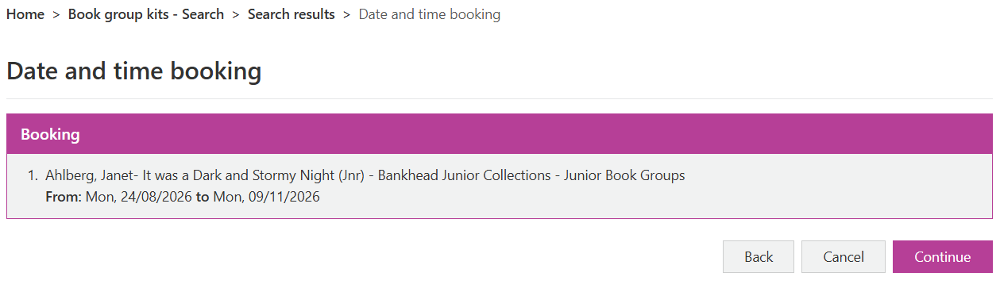 Home > Book group kits - Search > Search results > Date and time booking
Date and time booking
Booking
1. Ahlberg, Janet- It was a Dark and Stormy Night (Jnr) - Bankhead Junior Collections - Junior Book Groups
From: Mon, 24/08/2026 to Mon, 09/11/2026
Back Cancel Continue